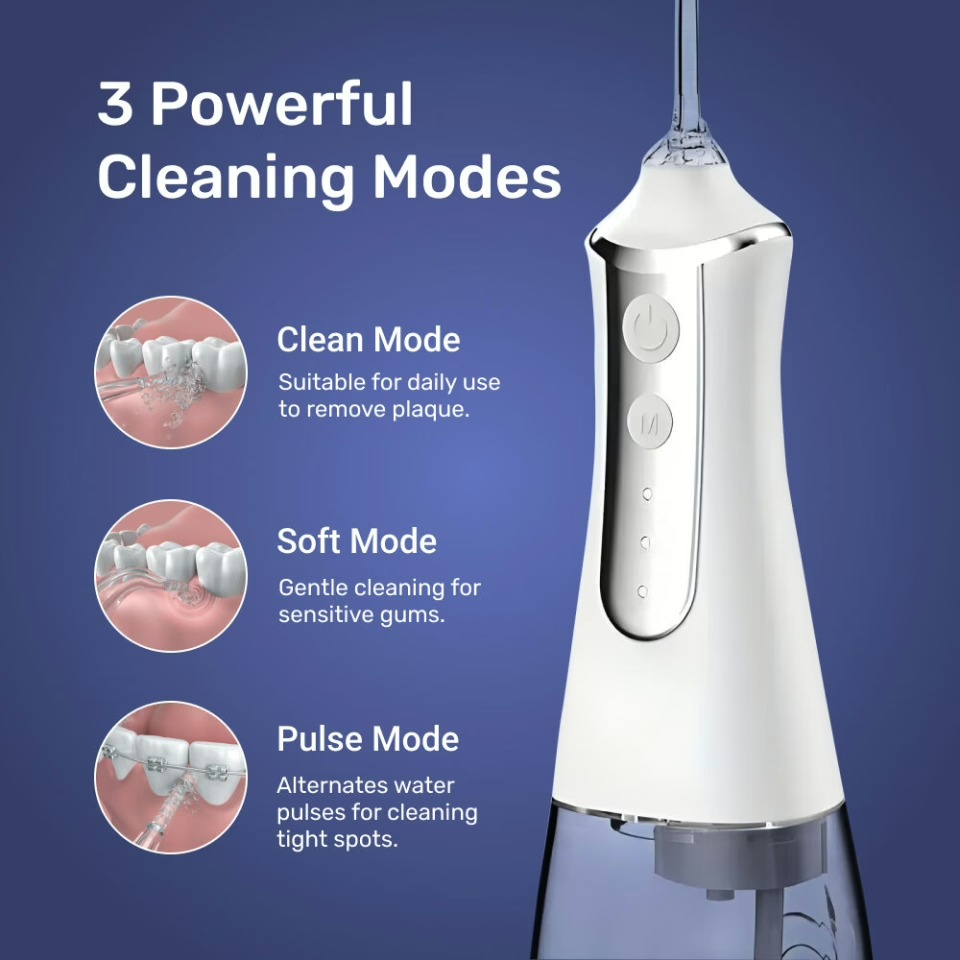 3 Powerful
Cleaning Modes
Clean Mode
Suitable for daily use
to remove plaque.
Soft Mode
Gentle cleaning for
sensitive gums.
Pulse Mode
Alternates water
pulses for cleaning
tight spots.
M